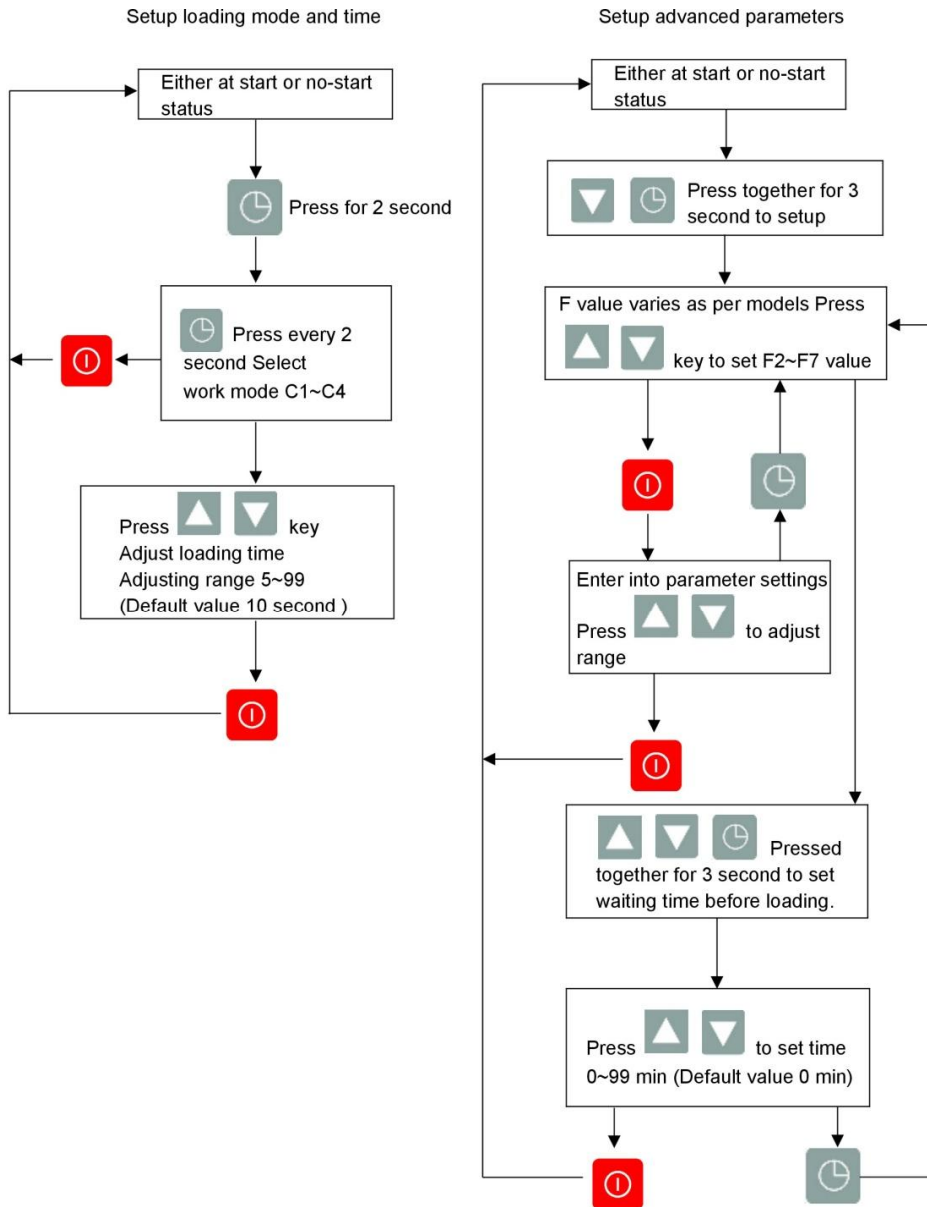 Setup loading mode and time
Either at start or no-start
status
Press for 2 second
Press every 2
second Select
work mode C1~C4
Press key
Adjust loading time
Adjusting range 5~99
(Default value 10 second )
Setup advanced parameters
Either at start or no-start
status
Press together for 3
second to setup
F value varies as per models Press
key to set F2~F7 value
Enter into parameter settings
Press to adjust
range
Pressed
together for 3 second to set
waiting time before loading.
Press to set time
0~99 min (Default value 0 min)